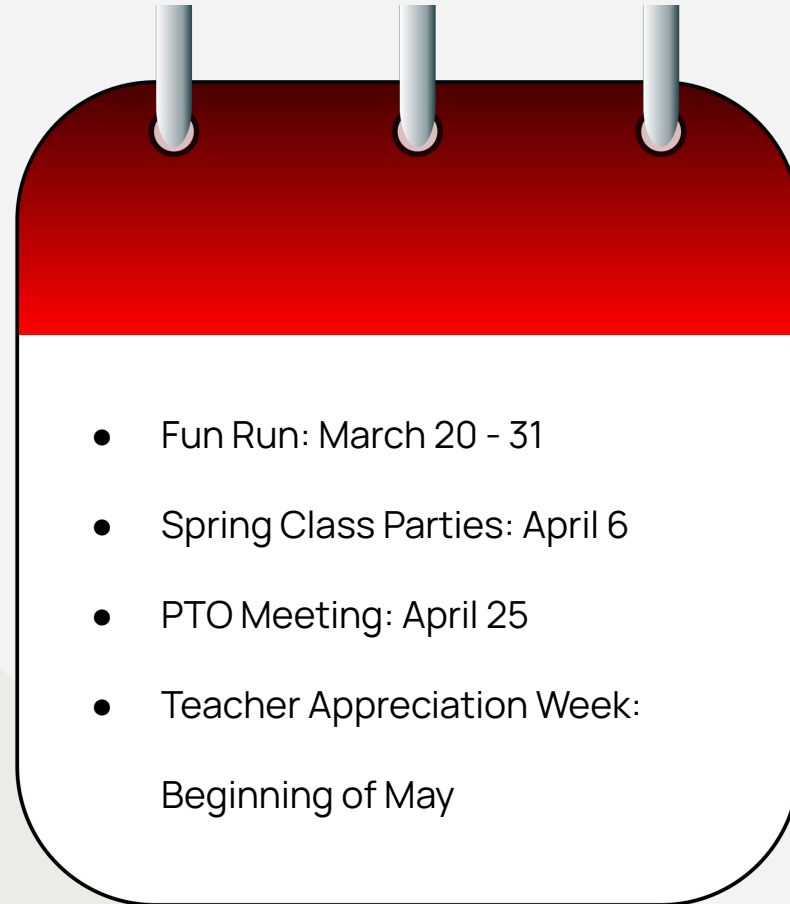 ● Fun Run: March 20 - 31
● Spring Class Parties: April 6
● PTO Meeting: April 25
● Teacher Appreciation Week:
Beginning of May